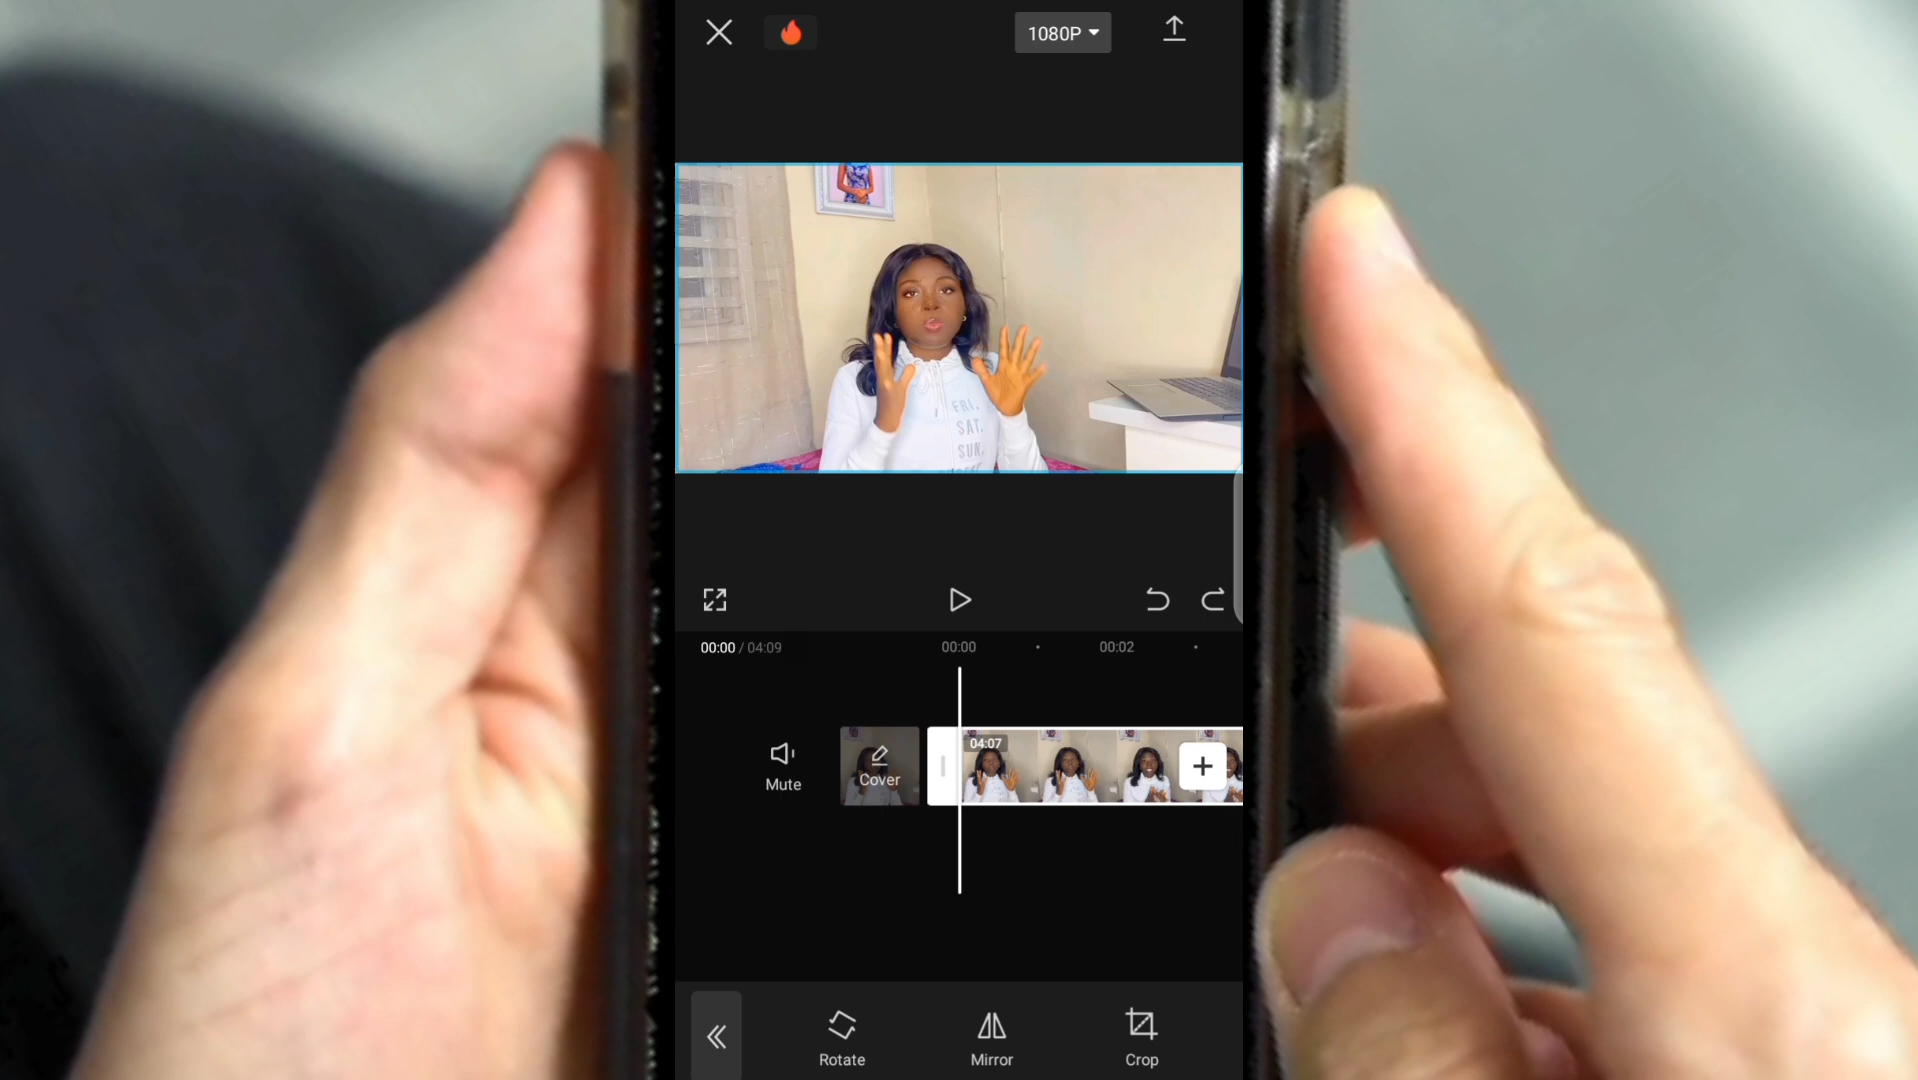 1080P
FRI.
SAT.
SUN.
00:00 / 04:09
00:00
00:02
04:07
Mute
Cover
Rotate
Mirror
Crop